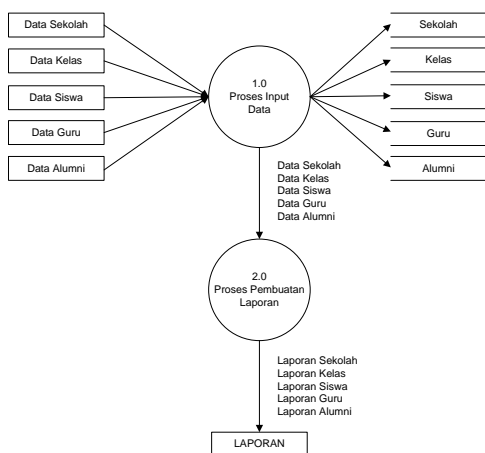 Data Sekolah
Data Kelas
Data Siswa
Data Guru
Data Alumni
1.0
Proses Input
Data
Sekolah
Kelas
Siswa
Guru
Alumni
Data Sekolah
Data Kelas
Data Siswa
Data Guru
Data Alumni
2.0
Proses Pembuatan
Laporan
Laporan Sekolah
Laporan Kelas
Laporan Siswa
Laporan Guru
Laporan Alumni
LAPORAN